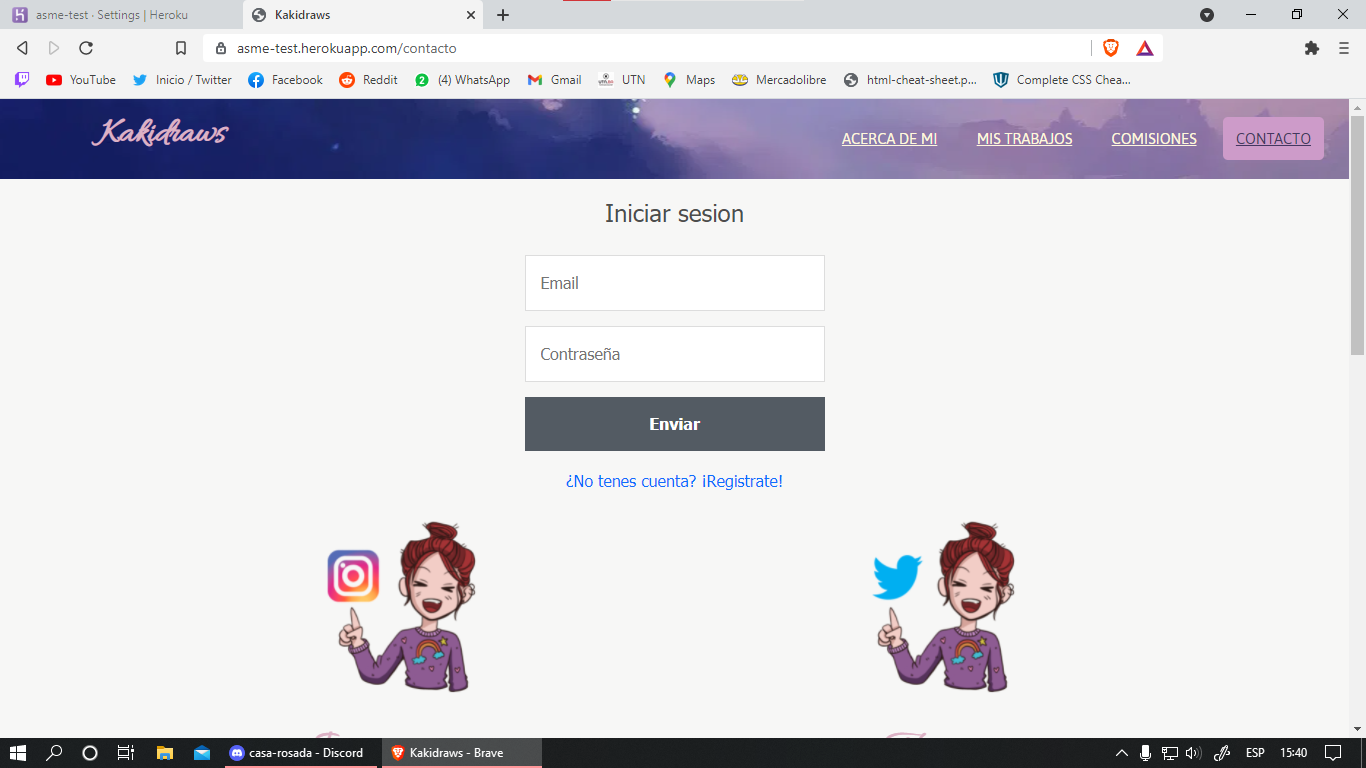 asme-test · Settings | Heroku
Kakidraws
asme-test.herokuapp.com/contacto
YouTube
Inicio / Twitter
Facebook
Reddit
2
(4) WhatsApp
Gmail
UTN
Maps
Mercadolibre
html-cheat-sheet.p...
Complete CSS Chea...
Kakidraws
ACERCA DE MI
MIS TRABAJOS
COMISIONES
CONTACTO
Iniciar sesion
Email
Contraseña
Enviar
¿No tenes cuenta? ¡Registrate!
casa-rosada - Discord
Kakidraws - Brave
ESP
15:40